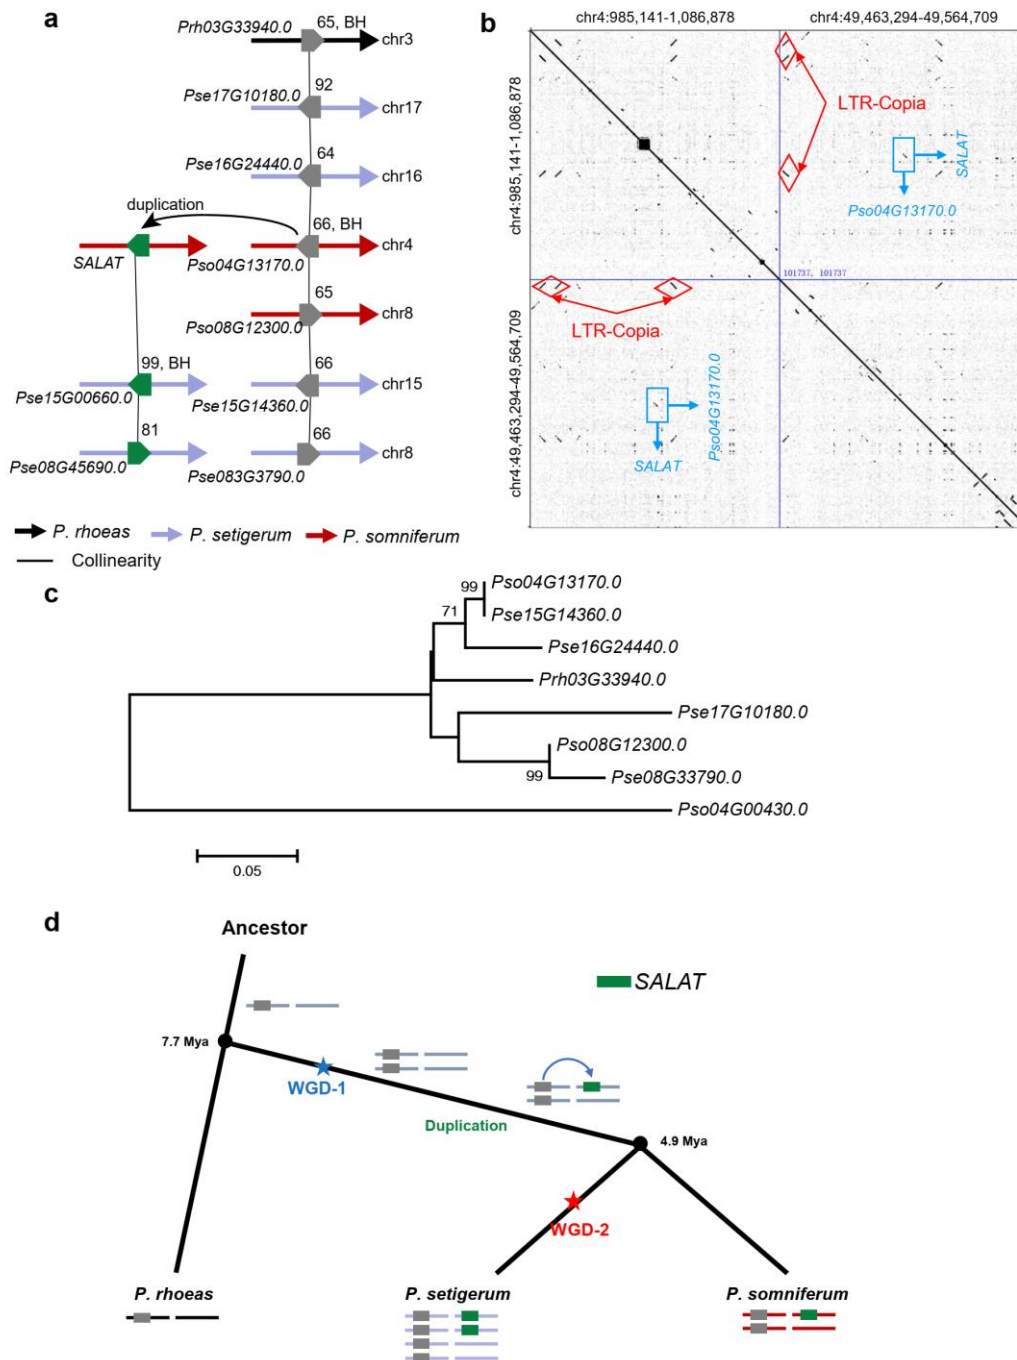 a
Prh03G33940.0
65, BH
chr3
Pse17G10180.0
92
chr17
Pse16G24440.0
64
chr16
duplication
SALAT
Pso04G13170.0
66, BH
chr4
Pso08G12300.0
65
chr8
Pse15G00660.0
99, BH
Pse15G14360.0
66
chr15
Pse08G45690.0
81
Pse083G3790.0
66
chr8
P. rhoeas
P. setigerum
P. somniferum
Collinearity
b
chr4:985,141-1,086,878
chr4:49,463,294-49,564,709
chr4:985,141-1,086,878
chr4:49,463,294-49,564,709
LTR-Copia
SALAT
Pso04G13170.0
101737, 101737
LTR-Copia
Pso04G13170.0
SALAT
c
99
Pso04G13170.0
71
Pse15G14360.0
Pse16G24440.0
Prh03G33940.0
Pse17G10180.0
Pso08G12300.0
99
Pse08G33790.0
Pso04G00430.0
0.05
d
Ancestor
SALAT
7.7 Mya
WGD-1
Duplication
4.9 Mya
WGD-2
P. rhoeas
P. setigerum
P. somniferum